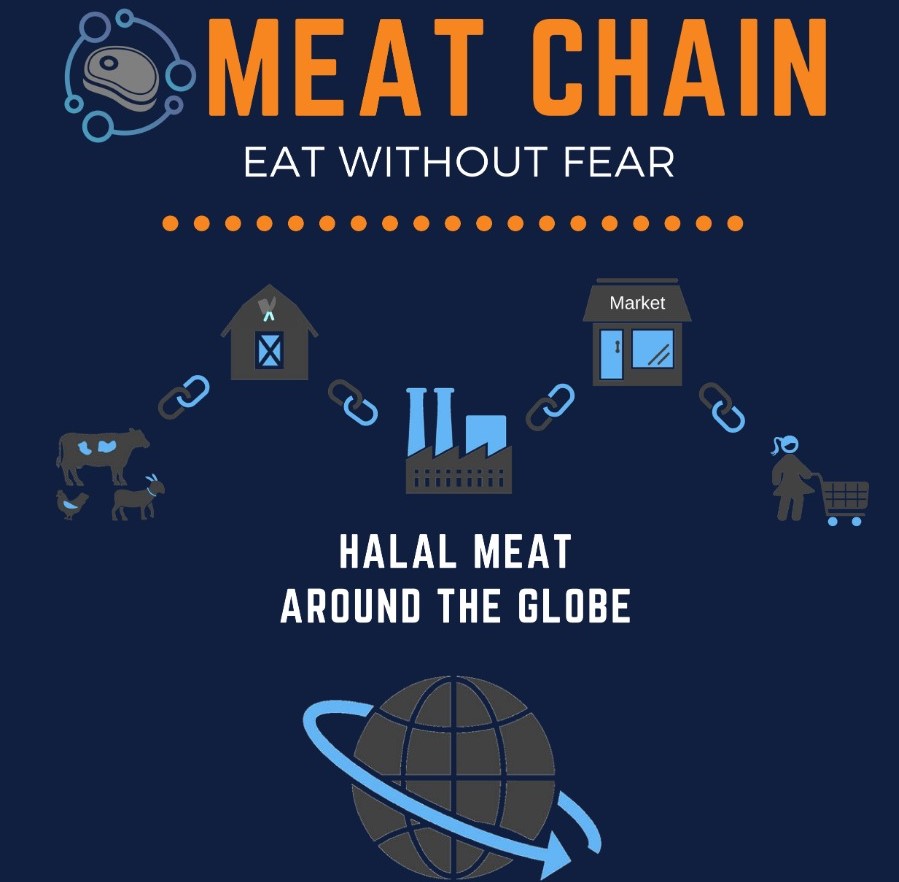 MEAT CHAIN
EAT WITHOUT FEAR
Market
HALAL MEAT
AROUND THE GLOBE